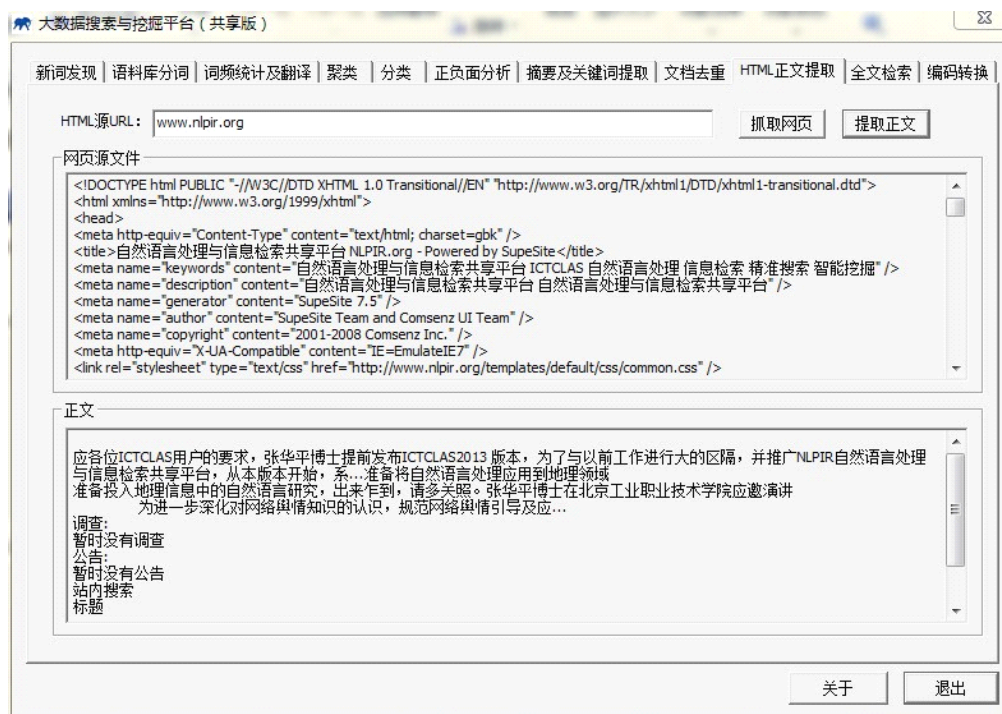 大数据搜索与挖掘平台（共享版）
新词发现 语料库分词 词频统计及翻译 聚类 分类 正负面分析 摘要及关键词提取 文档去重 HTML正文提取 全文检索 编码转换
HTML源URL： www.nlpir.org 抓取网页 提取正文
网页源文件
<!DOCTYPE html PUBLIC "-//W3C//DTD XHTML 1.0 Transitional//EN" "http://www.w3.org/TR/xhtml1/DTD/xhtml1-transitional.dtd">
<html xmlns="http://www.w3.org/1999/xhtml">
<head>
<meta http-equiv="Content-Type" content="text/html; charset=gbk" />
<title>自然语言处理与信息检索共享平台 NLPIR.org - Powered by SupeSite</title>
<meta name="keywords" content="自然语言处理与信息检索共享平台 ICTCLAS 自然语言处理 信息检索 精准搜索 智能挖掘" />
<meta name="description" content="自然语言处理与信息检索共享平台 自然语言处理与信息检索共享平台" />
<meta name="generator" content="SupeSite 7.5" />
<meta name="author" content="SupeSite Team and Comsenz UI Team" />
<meta name="copyright" content="2001-2008 Comsenz Inc." />
<meta http-equiv="X-UA-Compatible" content="IE=EmulateIE7" />
<link rel="stylesheet" type="text/css" href="http://www.nlpir.org/templates/default/css/common.css" />
正文
应各位ICTCLAS用户的要求，张华平博士提前发布ICTCLAS2013 版本，为了与以前工作进行大的区隔，并推广NLPIR自然语言处理
与信息检索共享平台，从本版本开始，系...准备将自然语言处理应用到地理领域
准备投入地理信息中的自然语言研究，出来乍到，请多关照。张华平博士在北京工业职业技术学院应邀演讲
为进一步深化对网络舆情知识的认识，规范网络舆情引导及应...
调查:
暂时没有调查
公告:
暂时没有公告
站内搜索
标题
关于 退出